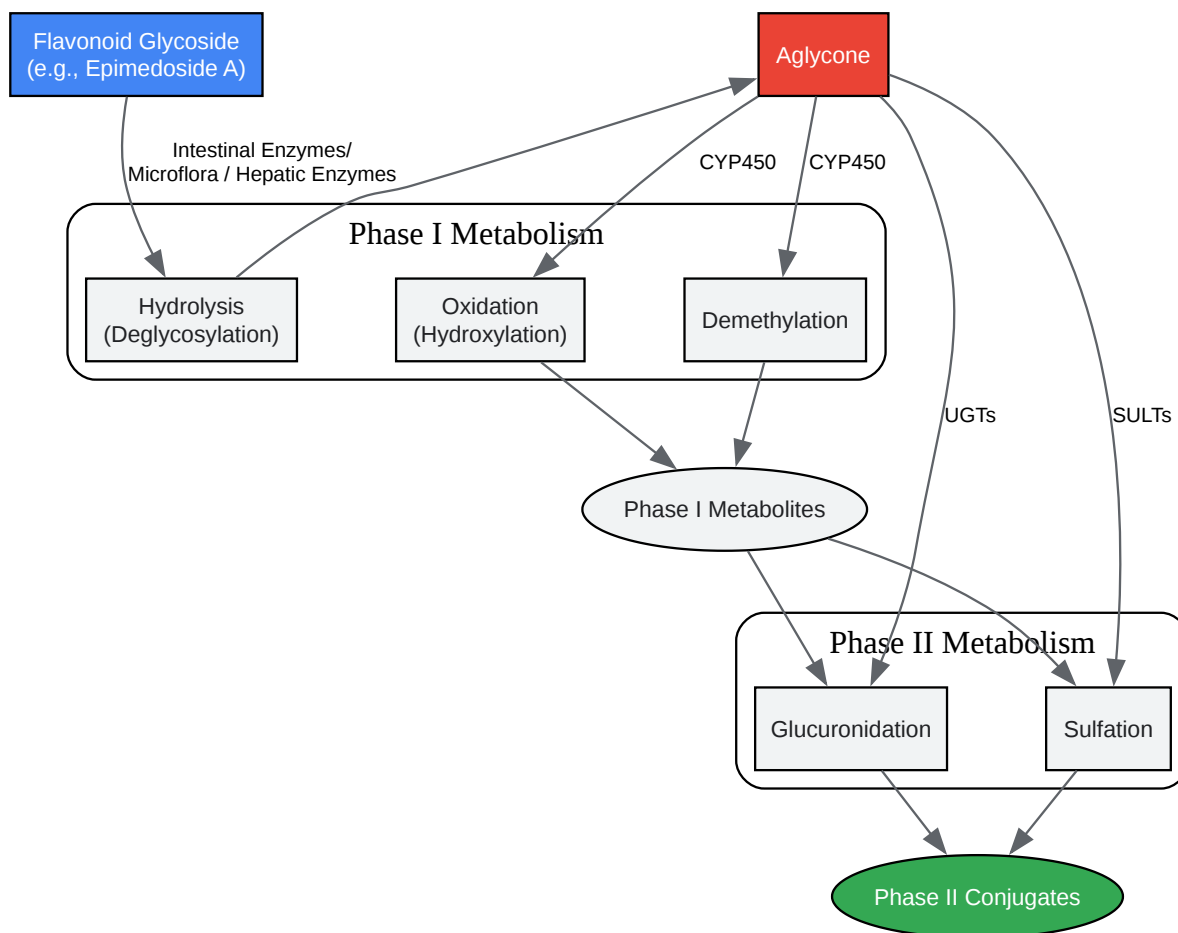 Flavonoid Glycoside
(e.g., Epimedoside A)
Aglycone
Intestinal Enzymes/
Microflora / Hepatic Enzymes
CYP450
CYP450
Phase I Metabolism
Hydrolysis
(Deglycosylation)
Oxidation
(Hydroxylation)
Demethylation
UGTs
SULTs
Phase I Metabolites
Phase II Metabolism
Glucuronidation
Sulfation
Phase II Conjugates